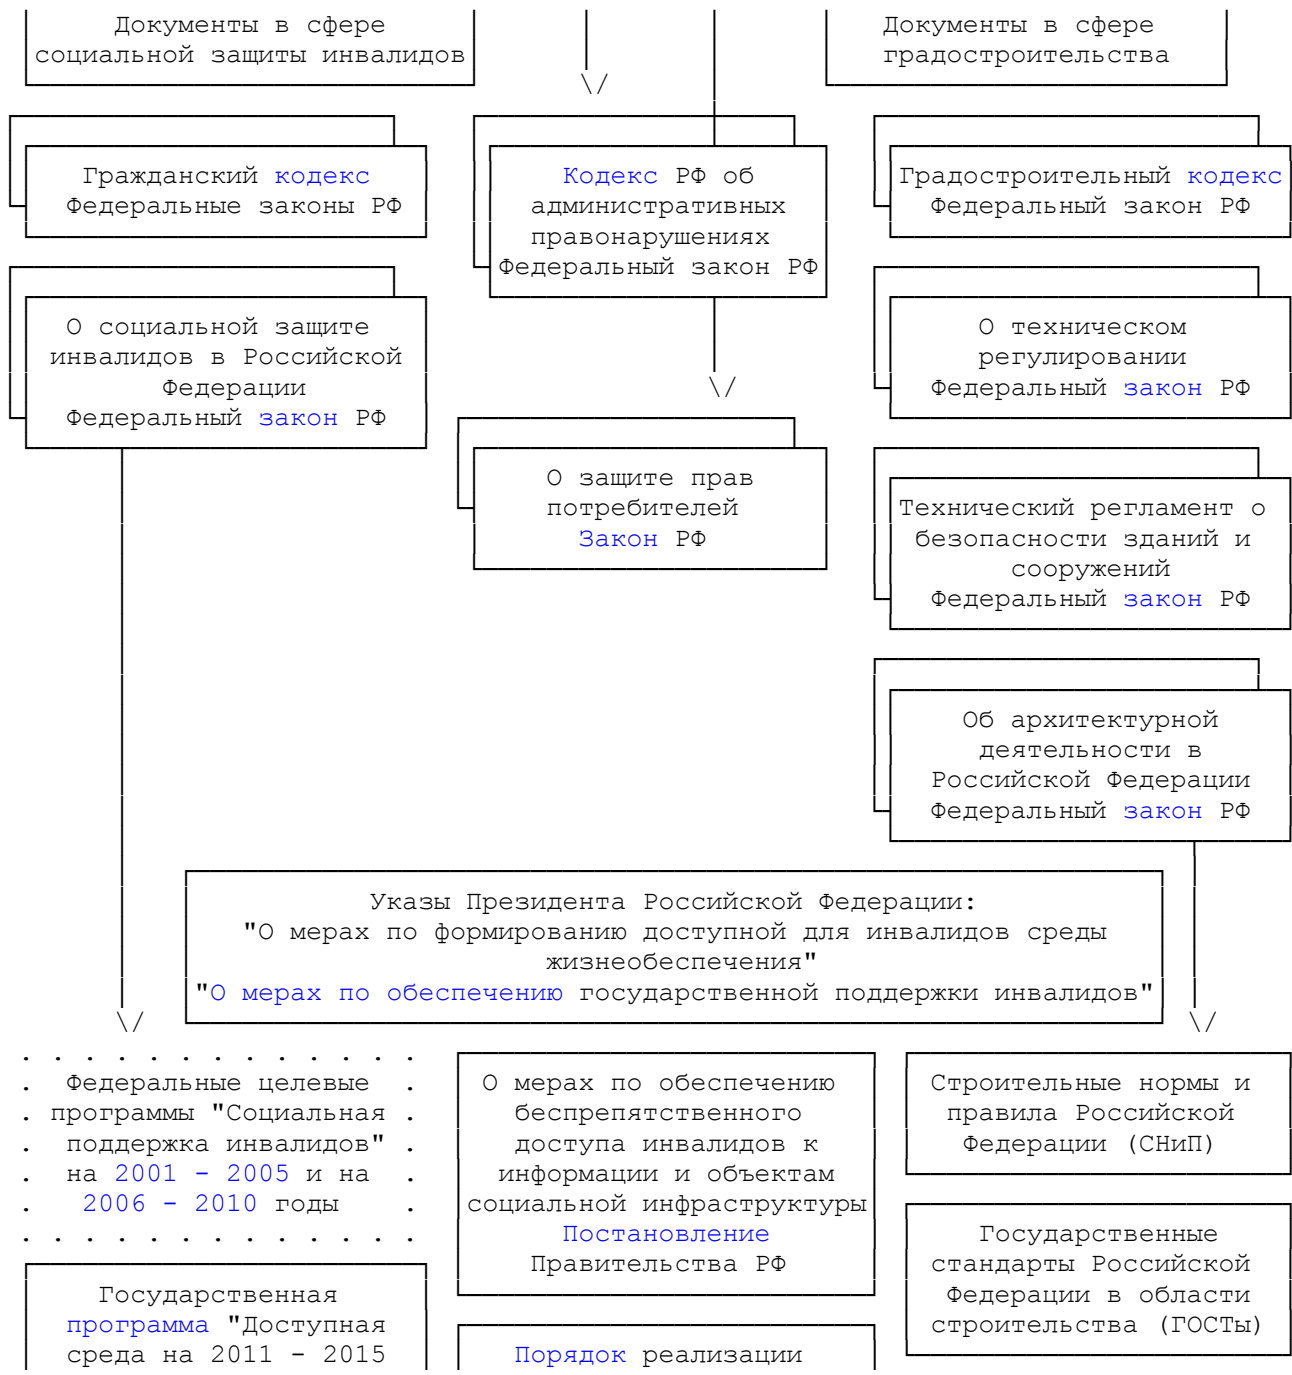 Документы в сфере
социальной защиты инвалидов
Документы в сфере
градостроительства
Гражданский кодекс
Федеральные законы РФ
Кодекс РФ об
административных
правонарушениях
Федеральный закон РФ
Градостроительный кодекс
Федеральный закон РФ
О социальной защите
инвалидов в Российской
Федерации
Федеральный закон РФ
О техническом
регулировании
Федеральный закон РФ
О защите прав
потребителей
Закон РФ
Технический регламент о
безопасности зданий и
сооружений
Федеральный закон РФ
Об архитектурной
деятельности в
Российской Федерации
Федеральный закон РФ
Указы Президента Российской Федерации:
"О мерах по формированию доступной для инвалидов среды
жизнеобеспечения"
"О мерах по обеспечению государственной поддержки инвалидов"
Федеральные целевые
программы "Социальная
поддержка инвалидов"
на 2001 - 2005 и на
2006 - 2010 годы
О мерах по обеспечению
беспрепятственного
доступа инвалидов к
информации и объектам
социальной инфраструктуры
Постановление
Правительства РФ
Строительные нормы и
правила Российской
Федерации (СНиП)
Государственные
стандарты Российской
Федерации в области
строительства (ГОСТы)
Государственная
программа "Доступная
среда на 2011 - 2015
Порядок реализации